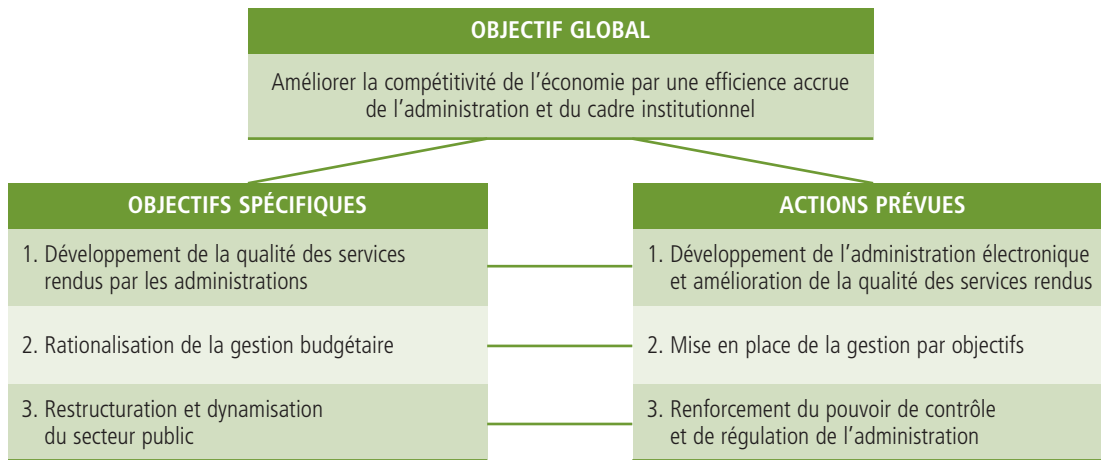 OBJECTIF GLOBAL
Améliorer la compétitivité de l’économie par une efficience accrue
de l’administration et du cadre institutionnel
OBJECTIFS SPÉCIFIQUES
1. Développement de la qualité des services
rendus par les administrations
2. Rationalisation de la gestion budgétaire
3. Restructuration et dynamisation
du secteur public
ACTIONS PRÉVUES
1. Développement de l’administration électronique
et amélioration de la qualité des services rendus
2. Mise en place de la gestion par objectifs
3. Renforcement du pouvoir de contrôle
et de régulation de l’administration